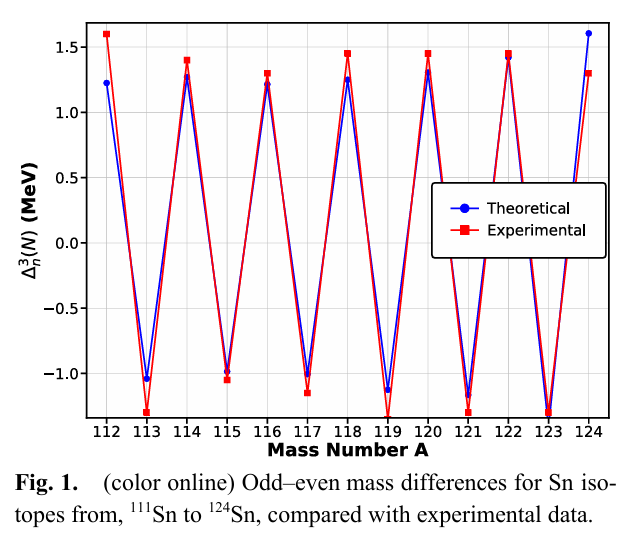 1.5
1.0
0.5
0.0
−0.5
−1.0
Δ³ₙ(N) (MeV)
Theoretical
Experimental
112 113 114 115 116 117 118 119 120 121 122 123 124
Mass Number A
Fig. 1. (color online) Odd–even mass differences for Sn iso-
topes from, ¹¹¹Sn to ¹²⁴Sn, compared with experimental data.